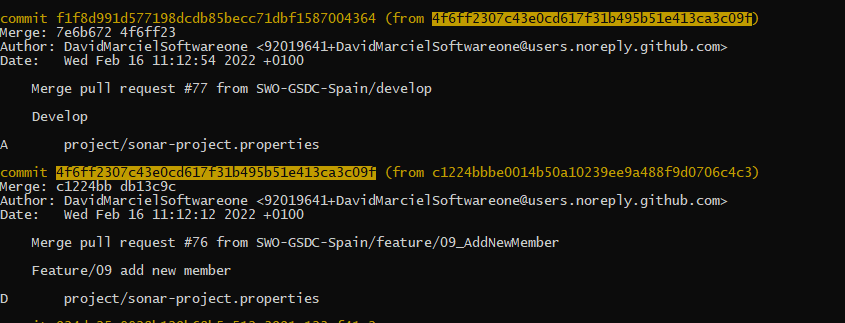 commit f1f8d991d577198dcdb85becc71dbf1587004364 (from 4f6ff2307c43e0cd617f31b495b51e413ca3c09f)
Merge: 7e6b672 4f6ff23
Author: DavidMarcielSoftwareone <92019641+DavidMarcielSoftwareone@users.noreply.github.com>
Date:   Wed Feb 16 11:12:54 2022 +0100
Merge pull request #77 from SWO-GSDC-Spain/develop
Develop
A       project/sonar-project.properties
commit 4f6ff2307c43e0cd617f31b495b51e413ca3c09f (from c1224bbbe0014b50a10239ee9a488f9d0706c4c3)
Merge: c1224bb db13c9c
Author: DavidMarcielSoftwareone <92019641+DavidMarcielSoftwareone@users.noreply.github.com>
Date:   Wed Feb 16 11:12:12 2022 +0100
Merge pull request #76 from SWO-GSDC-Spain/feature/09_AddNewMember
Feature/09 add new member
D       project/sonar-project.properties